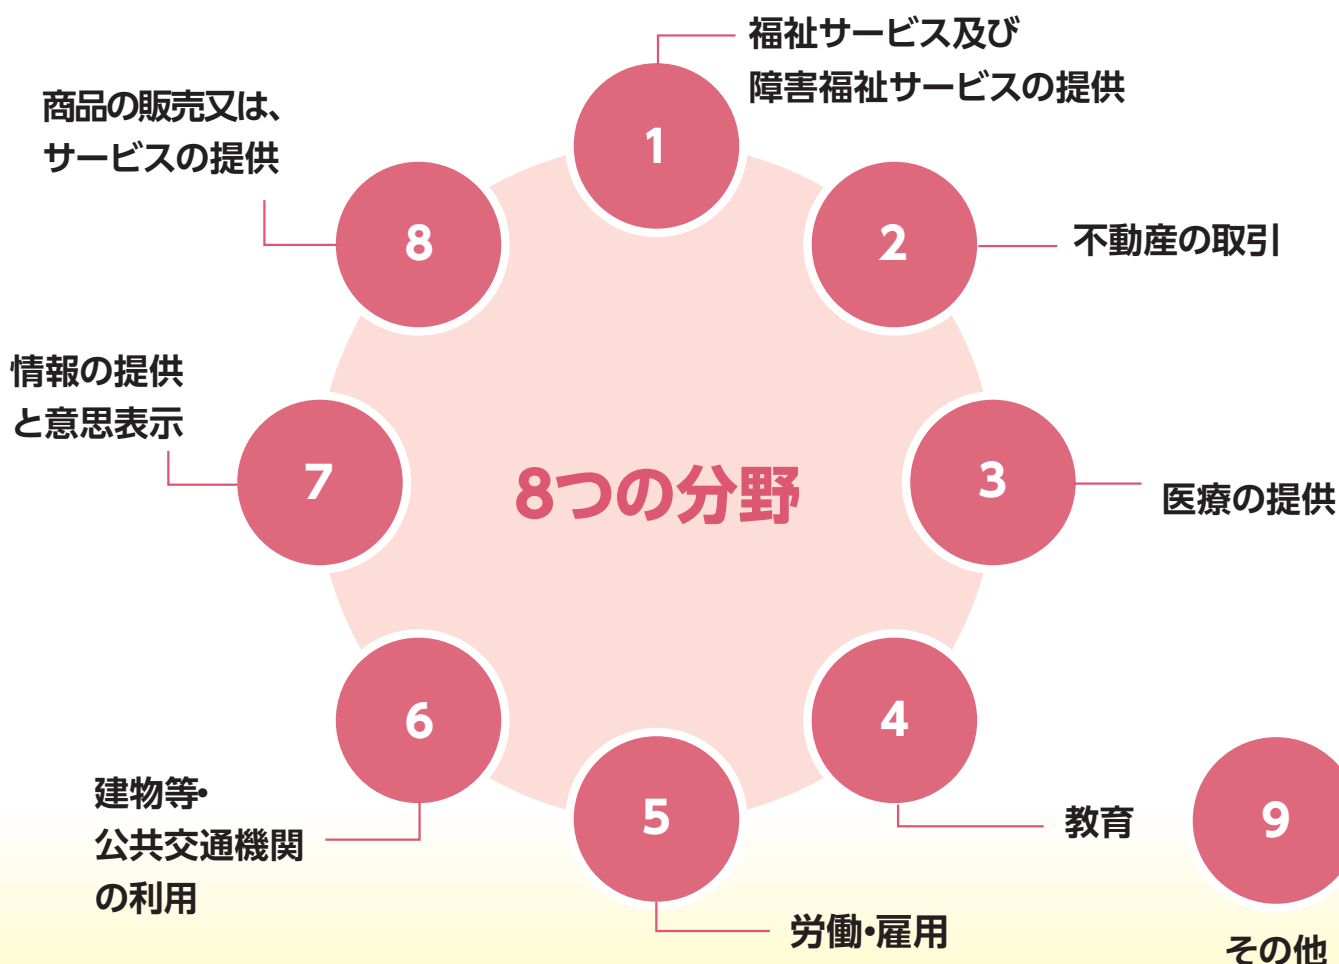 8つの分野
1
福祉サービス及び
障害福祉サービスの提供
2
不動産の取引
3
医療の提供
4
教育
5
労働・雇用
6
建物等・
公共交通機関
の利用
7
情報の提供
と意思表示
8
商品の販売又は、
サービスの提供
9
その他